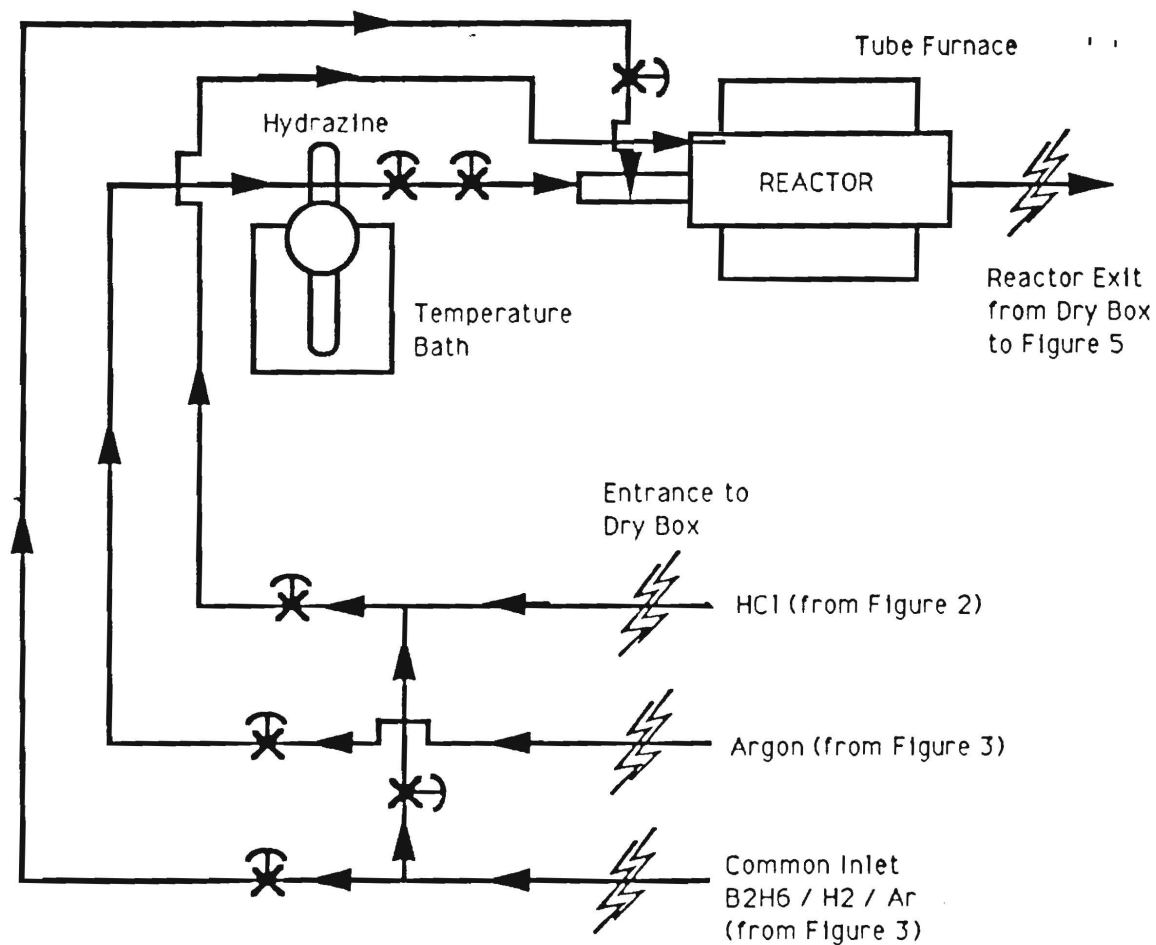 Tube Furnace
Hydrazine
REACTOR
Temperature
Bath
Reactor Exit
from Dry Box
to Figure 5
Entrance to
Dry Box
HCl (from Figure 2)
Argon (from Figure 3)
Common Inlet
B2H6 / H2 / Ar
(from Figure 3)